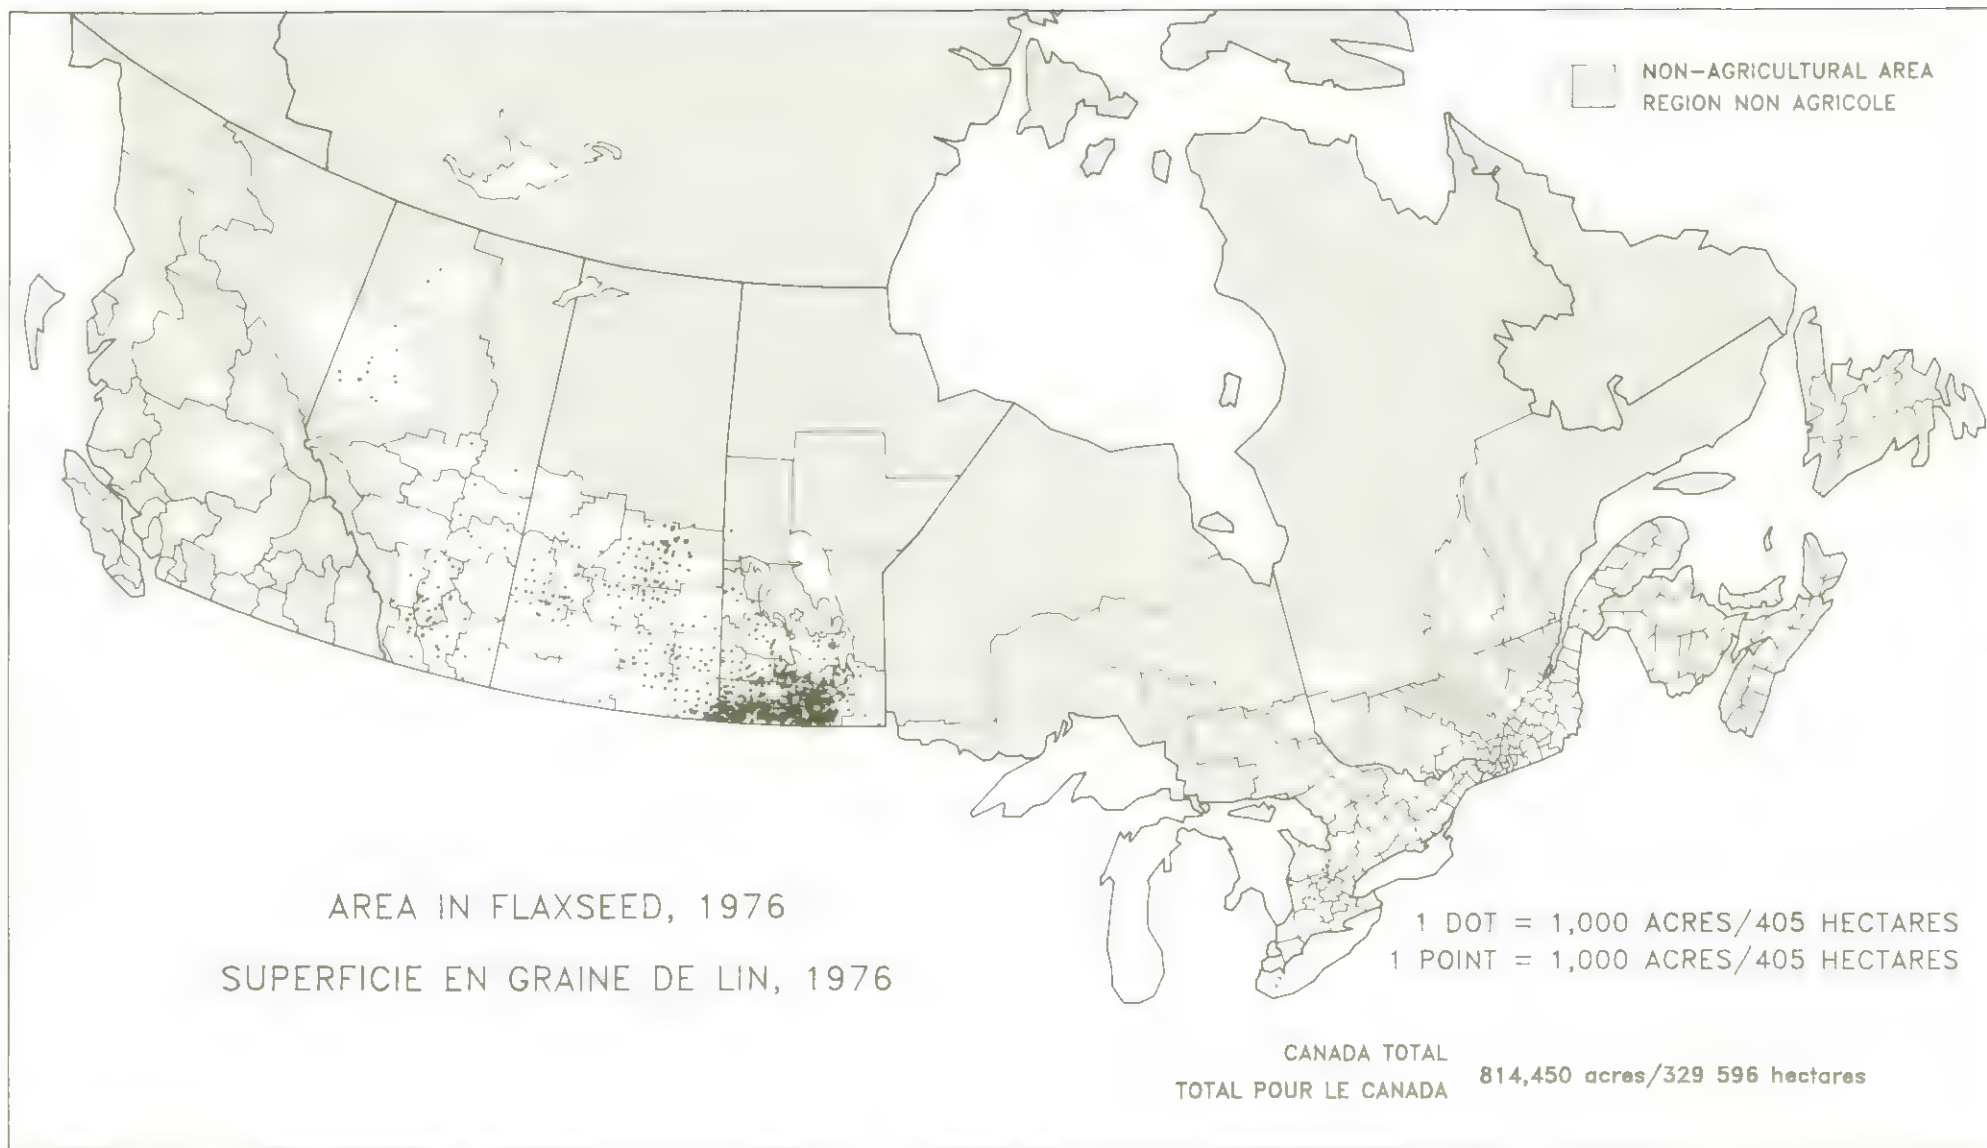 NON-AGRICULTURAL AREA
REGION NON AGRICOLE
AREA IN FLAXSEED, 1976
SUPERFICIE EN GRAINE DE LIN, 1976
1 DOT = 1,000 ACRES/405 HECTARES
1 POINT = 1,000 ACRES/405 HECTARES
CANADA TOTAL
TOTAL POUR LE CANADA
814,450 acres/329 596 hectares